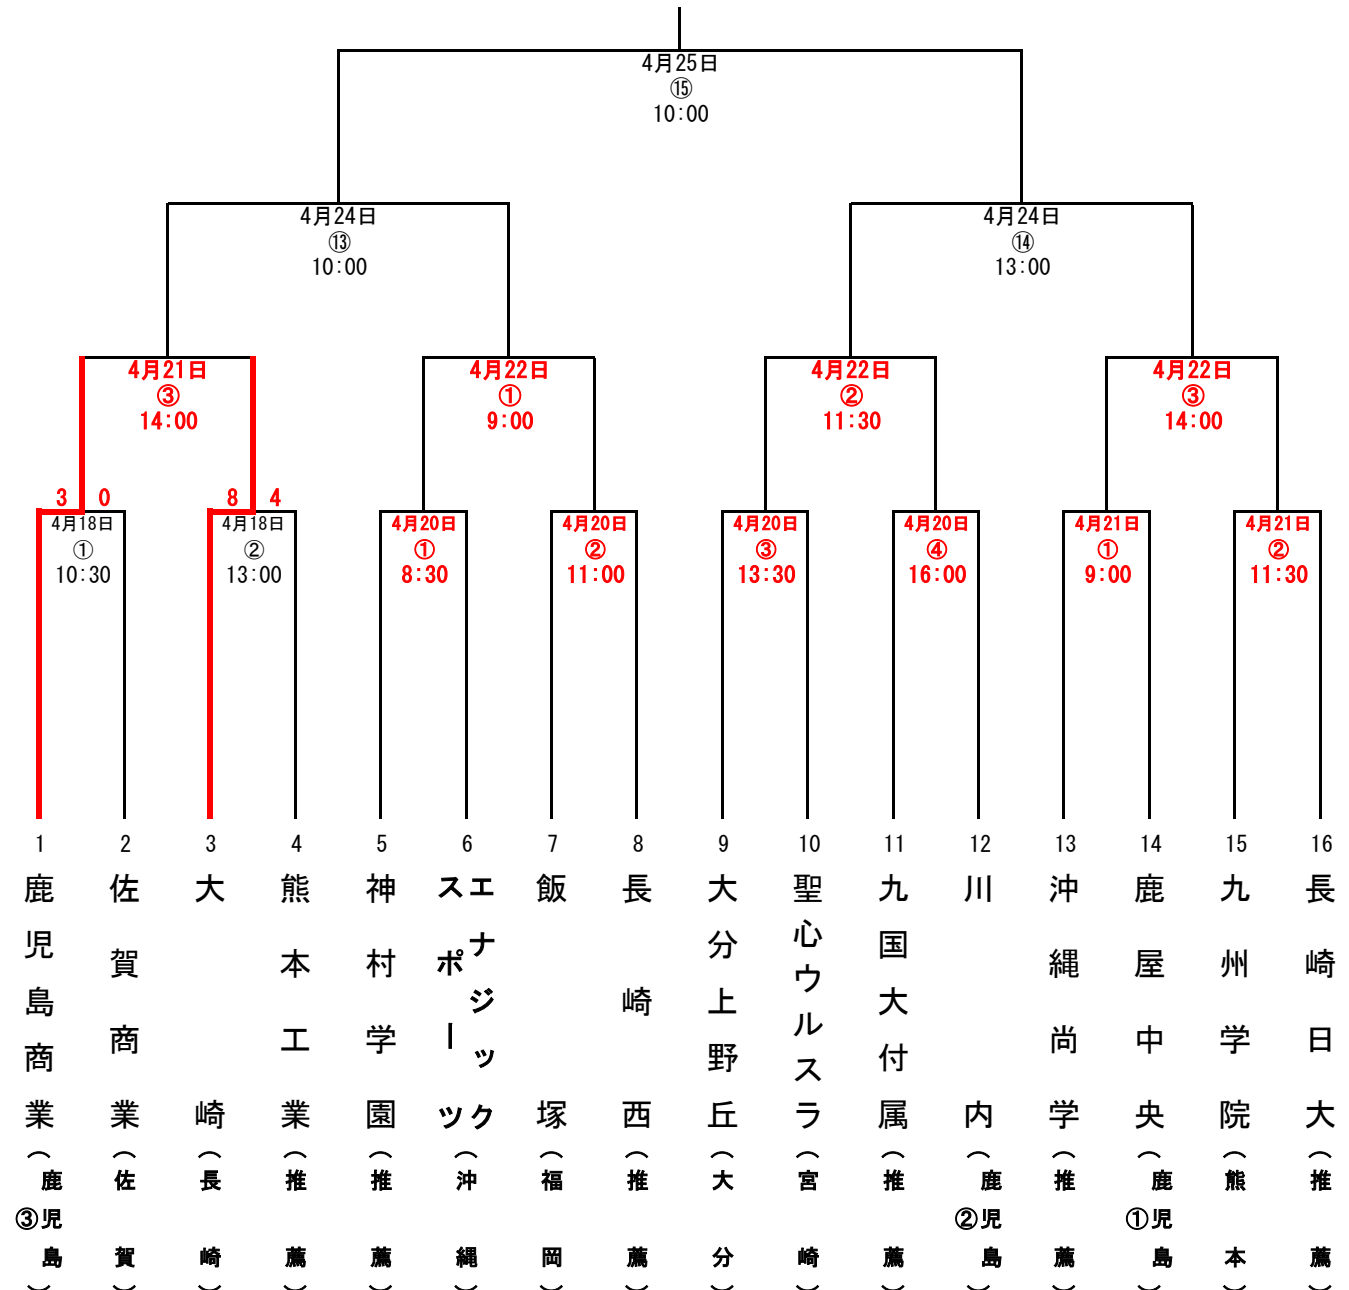 4月25日
⑮
10:00
4月24日
⑬
10:00
4月24日
⑭
13:00
4月21日
③
14:00
4月22日
①
9:00
4月22日
②
11:30
4月22日
③
14:00
3 0
8 4
4月18日
①
10:30
4月18日
②
13:00
4月20日
①
8:30
4月20日
②
11:00
4月20日
③
13:30
4月20日
④
16:00
4月21日
①
9:00
4月21日
②
11:30
1
鹿児島商業
(鹿児島③)
2
佐賀商業
(佐賀)
3
大崎
(長崎)
4
熊本工業
(推薦)
5
神村学園
(推薦)
6
エナジック
スポーツ
(沖縄)
7
飯塚
(福岡)
8
長崎西
(推薦)
9
大分上野丘
(大分)
10
聖心ウルスラ
(宮崎)
11
九国大付属
(推薦)
12
川内
(鹿児島②)
13
沖縄尚学
(推薦)
14
鹿屋中央
(鹿児島①)
15
九州学院
(熊本)
16
長崎日大
(推薦)